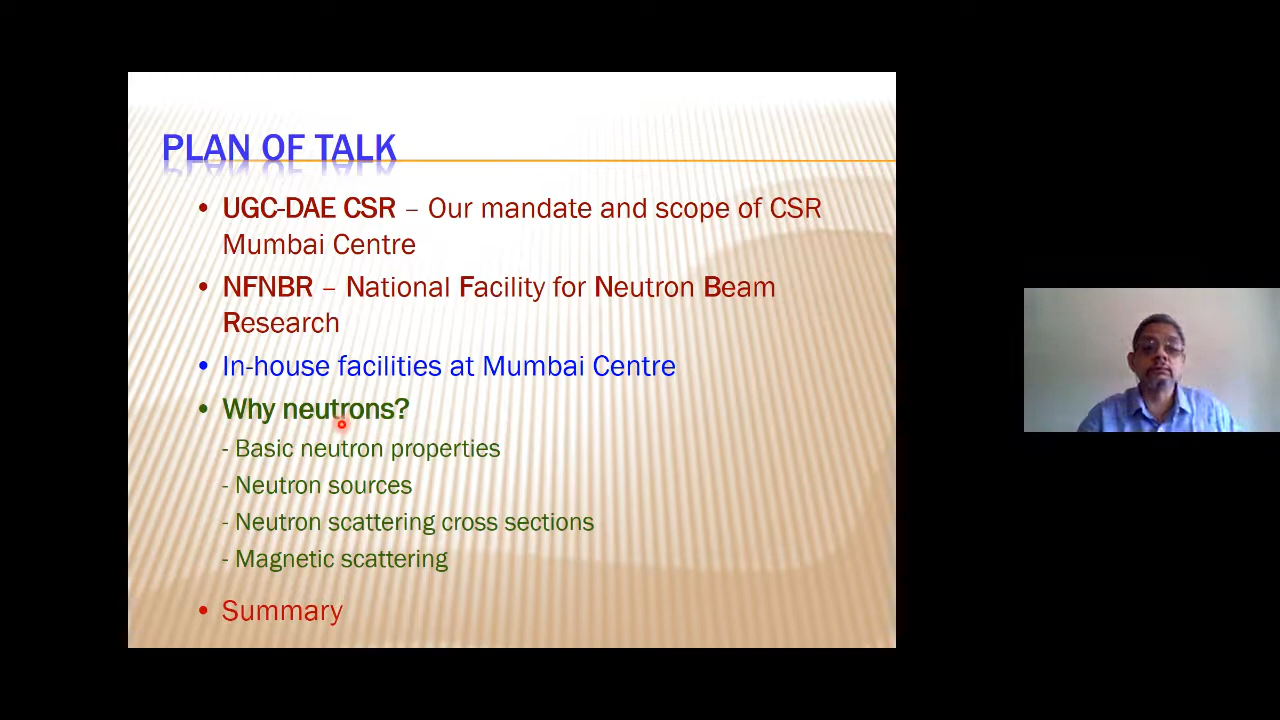 PLAN OF TALK
• UGC-DAE CSR – Our mandate and scope of CSR
Mumbai Centre
• NFNBR – National Facility for Neutron Beam
Research
• In-house facilities at Mumbai Centre
• Why neutrons?
- Basic neutron properties
- Neutron sources
- Neutron scattering cross sections
- Magnetic scattering
• Summary